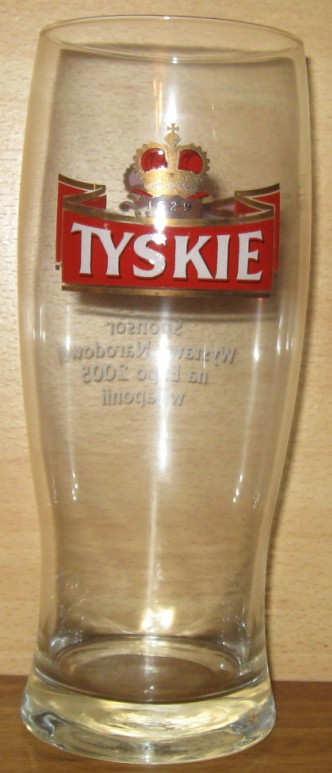 1629
TYSKIE
Sponsor
Wystawy Narodowej
na Expo 2005
w Japonii